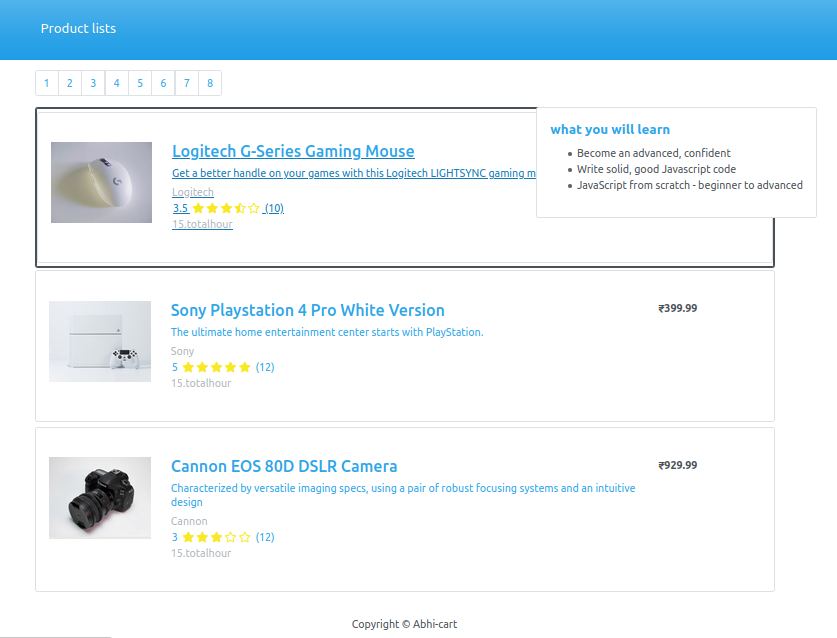 Product lists
1 2 3 4 5 6 7 8
Logitech G-Series Gaming Mouse
Get a better handle on your games with this Logitech LIGHTSYNC gaming m
Logitech
3.5 (10)
15.totalhour
what you will learn
Become an advanced, confident
Write solid, good Javascript code
JavaScript from scratch - beginner to advanced
Sony Playstation 4 Pro White Version
₹399.99
The ultimate home entertainment center starts with PlayStation.
Sony
5 (12)
15.totalhour
Cannon EOS 80D DSLR Camera
₹929.99
Characterized by versatile imaging specs, using a pair of robust focusing systems and an intuitive
design
Cannon
3 (12)
15.totalhour
Copyright © Abhi-cart